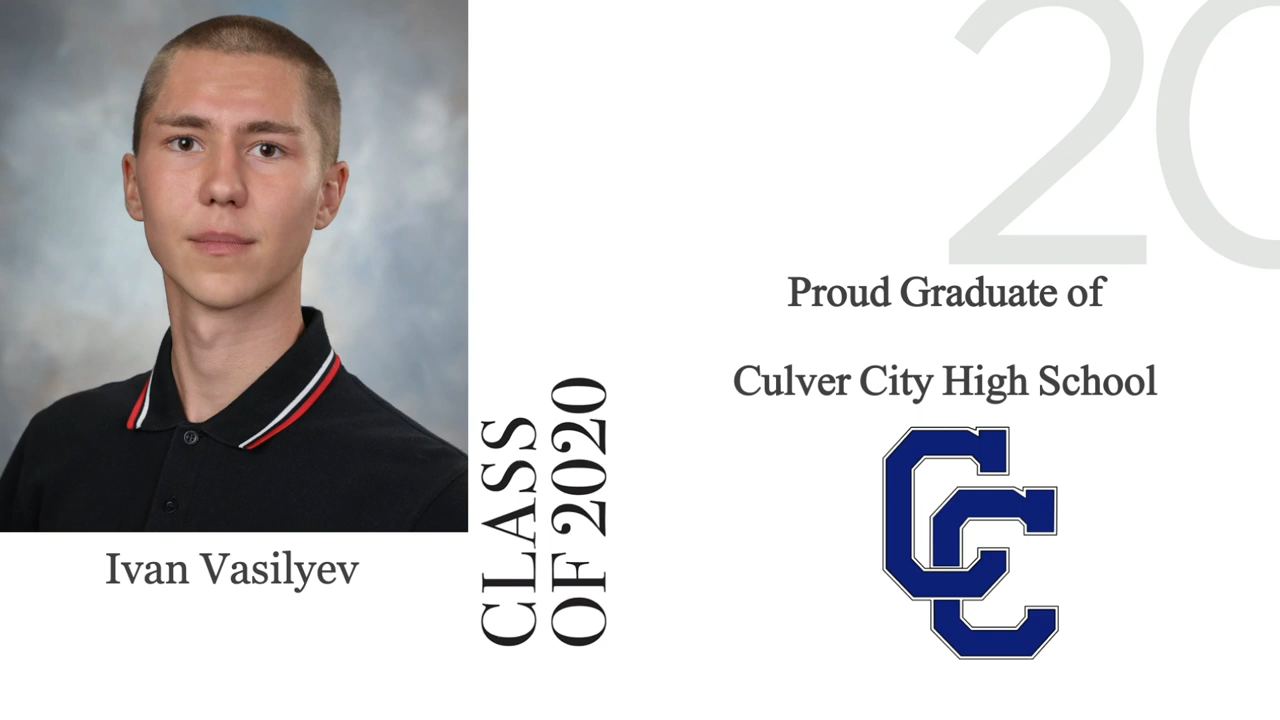 20
Proud Graduate of
Culver City High School
CC
CLASS
OF 2020
Ivan Vasilyev